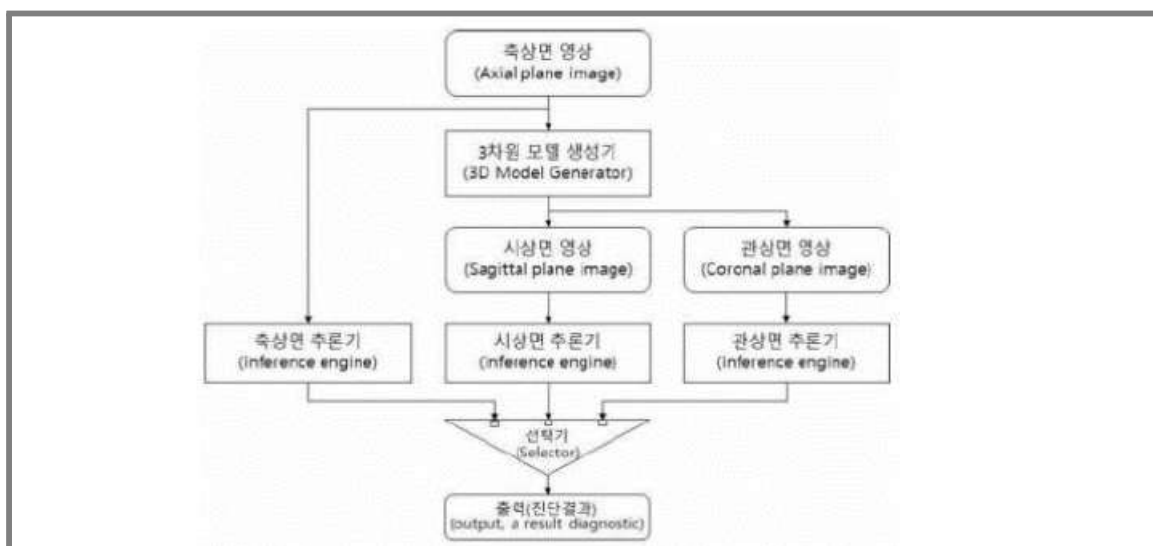 축상면 영상
(Axial plane image)
3차원 모델 생성기
(3D Model Generator)
시상면 영상
(Sagittal plane image)
관상면 영상
(Coronal plane image)
축상면 추론기
(inference engine)
시상면 추론기
(inference engine)
관상면 추론기
(inference engine)
선택기
(Selector)
출력(진단결과)
(output, a result diagnostic)